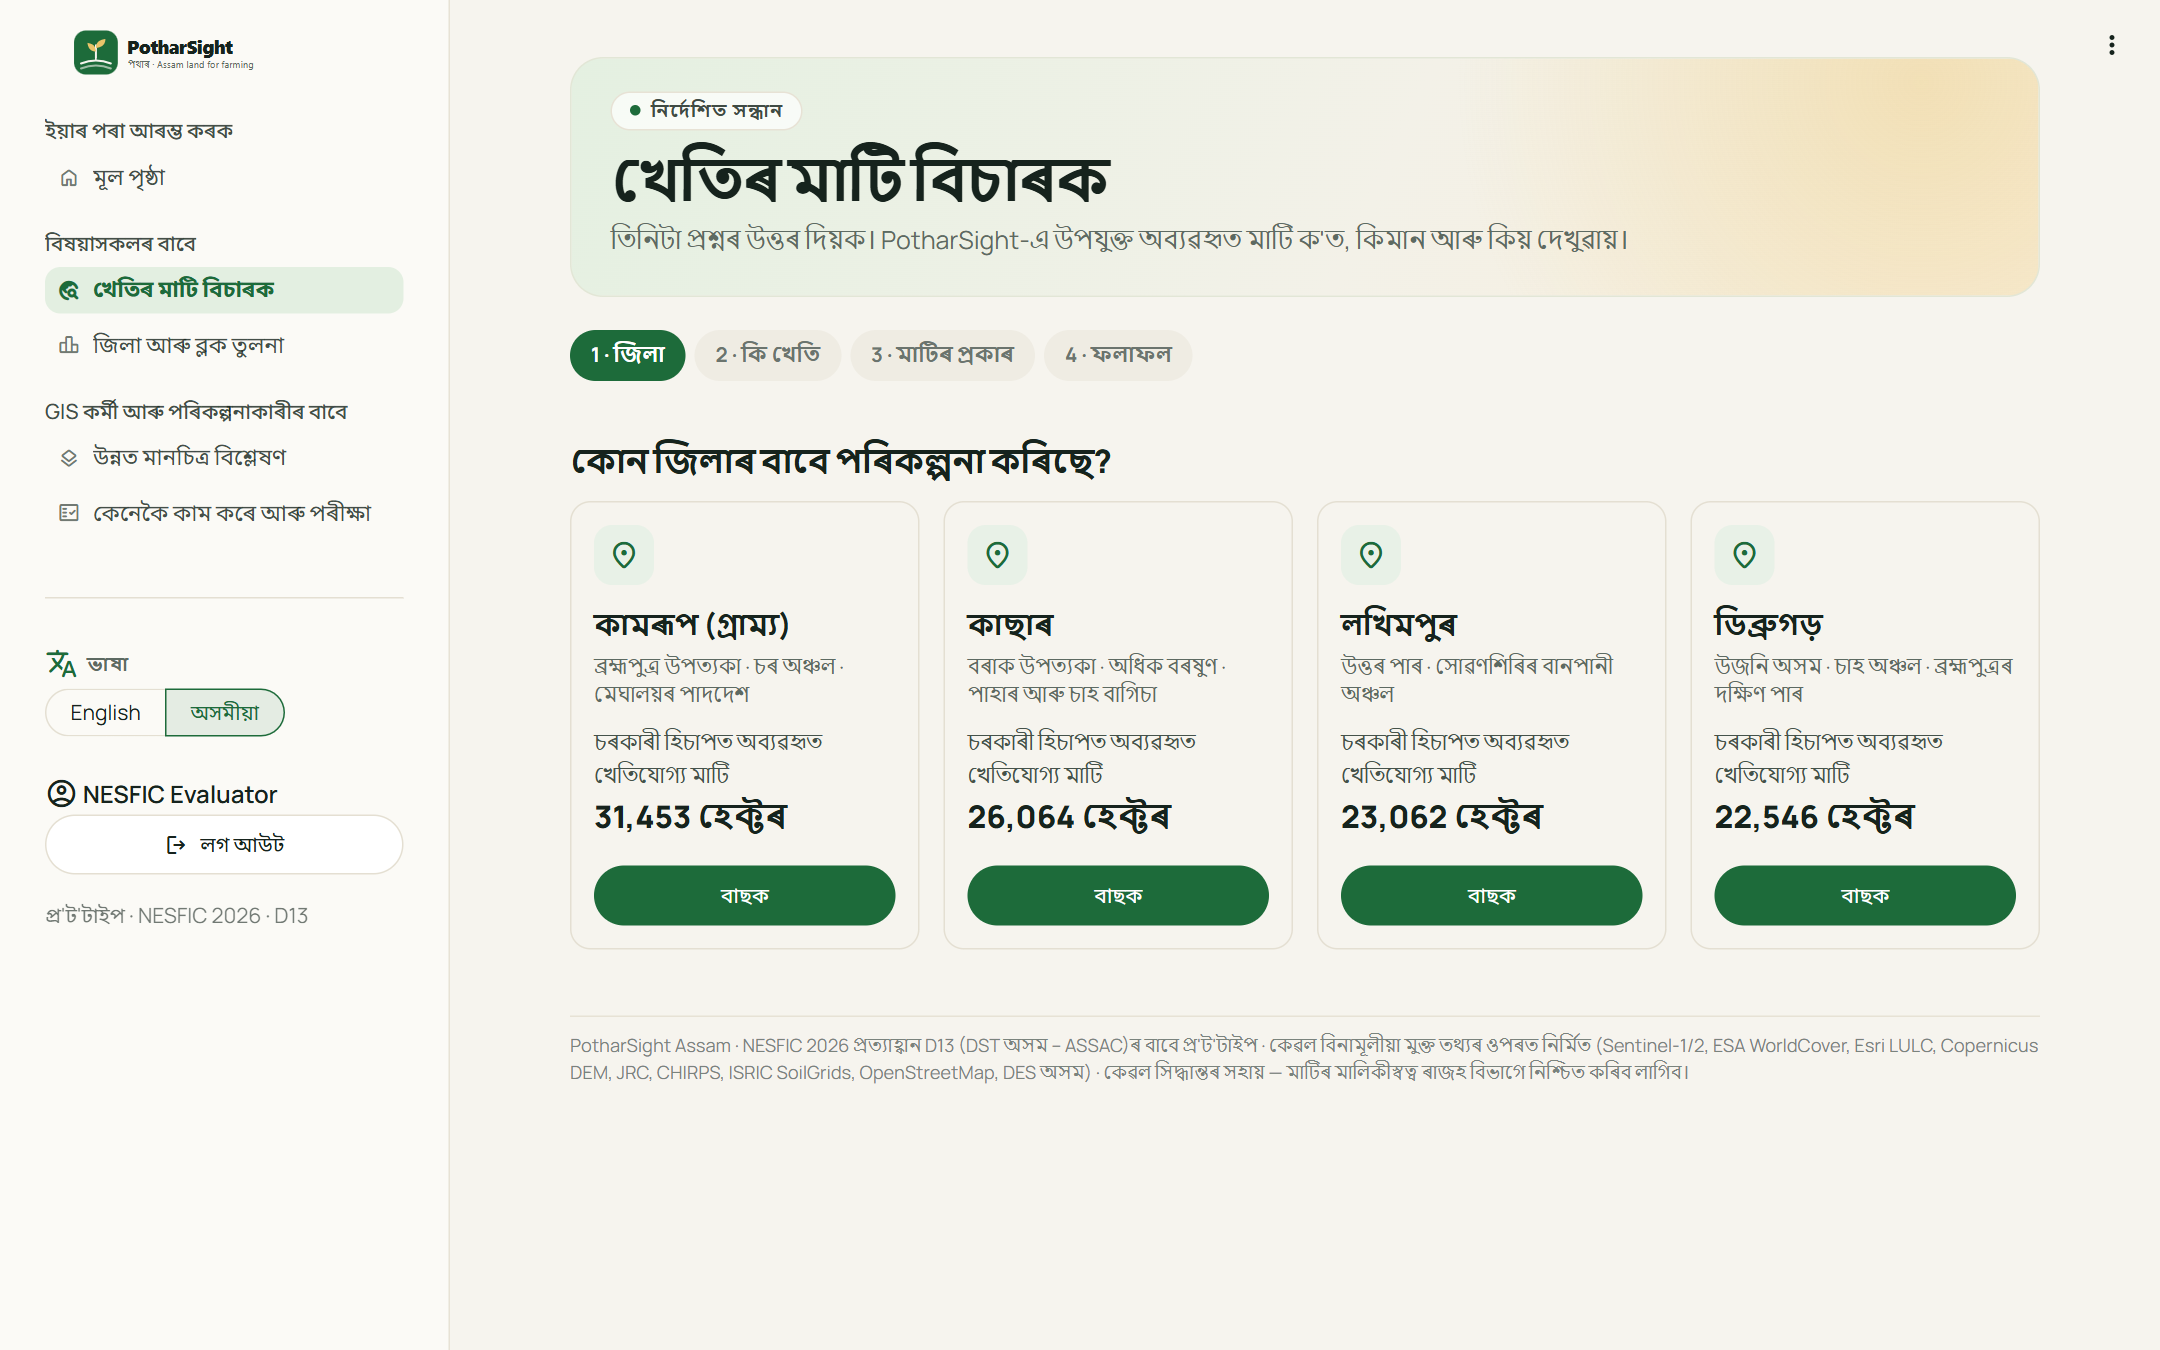 PotharSight
পথাৰ · Assam land for farming
ইয়াৰ পৰা আৰম্ভ কৰক
মূল পৃষ্ঠা
বিষয়াসকলৰ বাবে
খেতিৰ মাটি বিচাৰক
জিলা আৰু ব্লক তুলনা
GIS কৰ্মী আৰু পৰিকল্পনাকাৰীৰ বাবে
উন্নত মানচিত্ৰ বিশ্লেষণ
কেনেকৈ কাম কৰে আৰু পৰীক্ষা
ভাষা
English
অসমীয়া
NESFIC Evaluator
লগ আউট
প্ৰ'ট'টাইপ · NESFIC 2026 · D13
নিৰ্দেশিত সন্ধান
খেতিৰ মাটি বিচাৰক
তিনিটা প্ৰশ্নৰ উত্তৰ দিয়ক। PotharSight-এ উপযুক্ত অব্যৱহৃত মাটি ক'ত, কিমান আৰু কিয় দেখুৱায়।
1 · জিলা
2 · কি খেতি
3 · মাটিৰ প্ৰকাৰ
4 · ফলাফল
কোন জিলাৰ বাবে পৰিকল্পনা কৰিছে?
কামৰূপ (গ্ৰাম্য)
ব্ৰহ্মপুত্ৰ উপত্যকা · চৰ অঞ্চল ·
মেঘালয়ৰ পাদদেশ
চৰকাৰী হিচাপত অব্যৱহৃত
খেতিযোগ্য মাটি
31,453 হেক্টৰ
বাছক
কাছাৰ
বৰাক উপত্যকা · অধিক বৰষুণ ·
পাহাৰ আৰু চাহ বাগিচা
চৰকাৰী হিচাপত অব্যৱহৃত
খেতিযোগ্য মাটি
26,064 হেক্টৰ
বাছক
লখিমপুৰ
উত্তৰ পাৰ · সোৱণশিৰিৰ বানপানী
অঞ্চল
চৰকাৰী হিচাপত অব্যৱহৃত
খেতিযোগ্য মাটি
23,062 হেক্টৰ
বাছক
ডিব্ৰুগড়
উজনি অসম · চাহ অঞ্চল · ব্ৰহ্মপুত্ৰৰ
দক্ষিণ পাৰ
চৰকাৰী হিচাপত অব্যৱহৃত
খেতিযোগ্য মাটি
22,546 হেক্টৰ
বাছক
PotharSight Assam · NESFIC 2026 প্ৰত্যাহ্বান D13 (DST অসম – ASSAC)ৰ বাবে প্ৰ'ট'টাইপ · কেৱল বিনামূলীয়া মুক্ত তথ্যৰ ওপৰত নিৰ্মিত (Sentinel-1/2, ESA WorldCover, Esri LULC, Copernicus
DEM, JRC, CHIRPS, ISRIC SoilGrids, OpenStreetMap, DES অসম) · কেৱল সিদ্ধান্তৰ সহায় — মাটিৰ মালিকীস্বত্ব ৰাজহ বিভাগে নিশ্চিত কৰিব লাগিব।